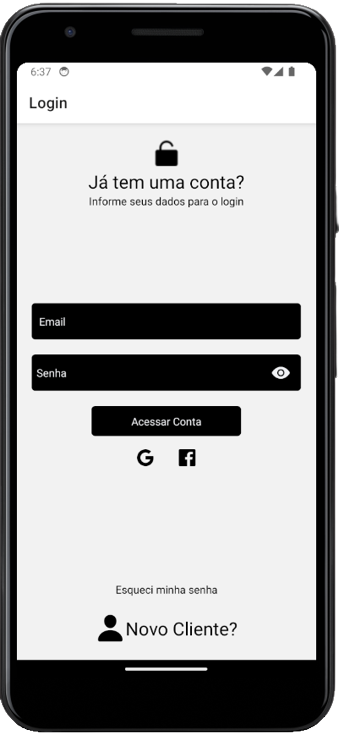 6:37
Login
Já tem uma conta?
Informe seus dados para o login
Email
Senha
Acessar Conta
Esqueci minha senha
Novo Cliente?